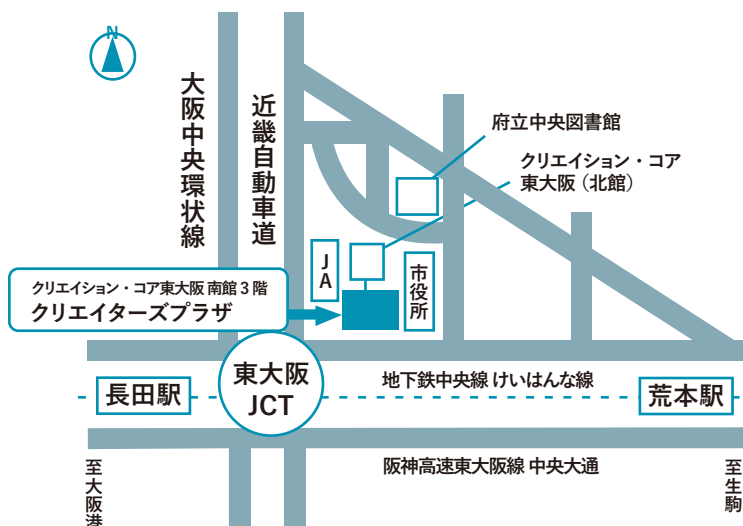 N
大阪中央環状線
近畿自動車道
府立中央図書館
クリエイション・コア
東大阪（北館）
JA
市役所
クリエイション・コア東大阪 南館 3 階
クリエイターズプラザ
東大阪
JCT
地下鉄中央線 けいはんな線
長田駅
荒本駅
阪神高速東大阪線 中央大通
至大阪港
至生駒